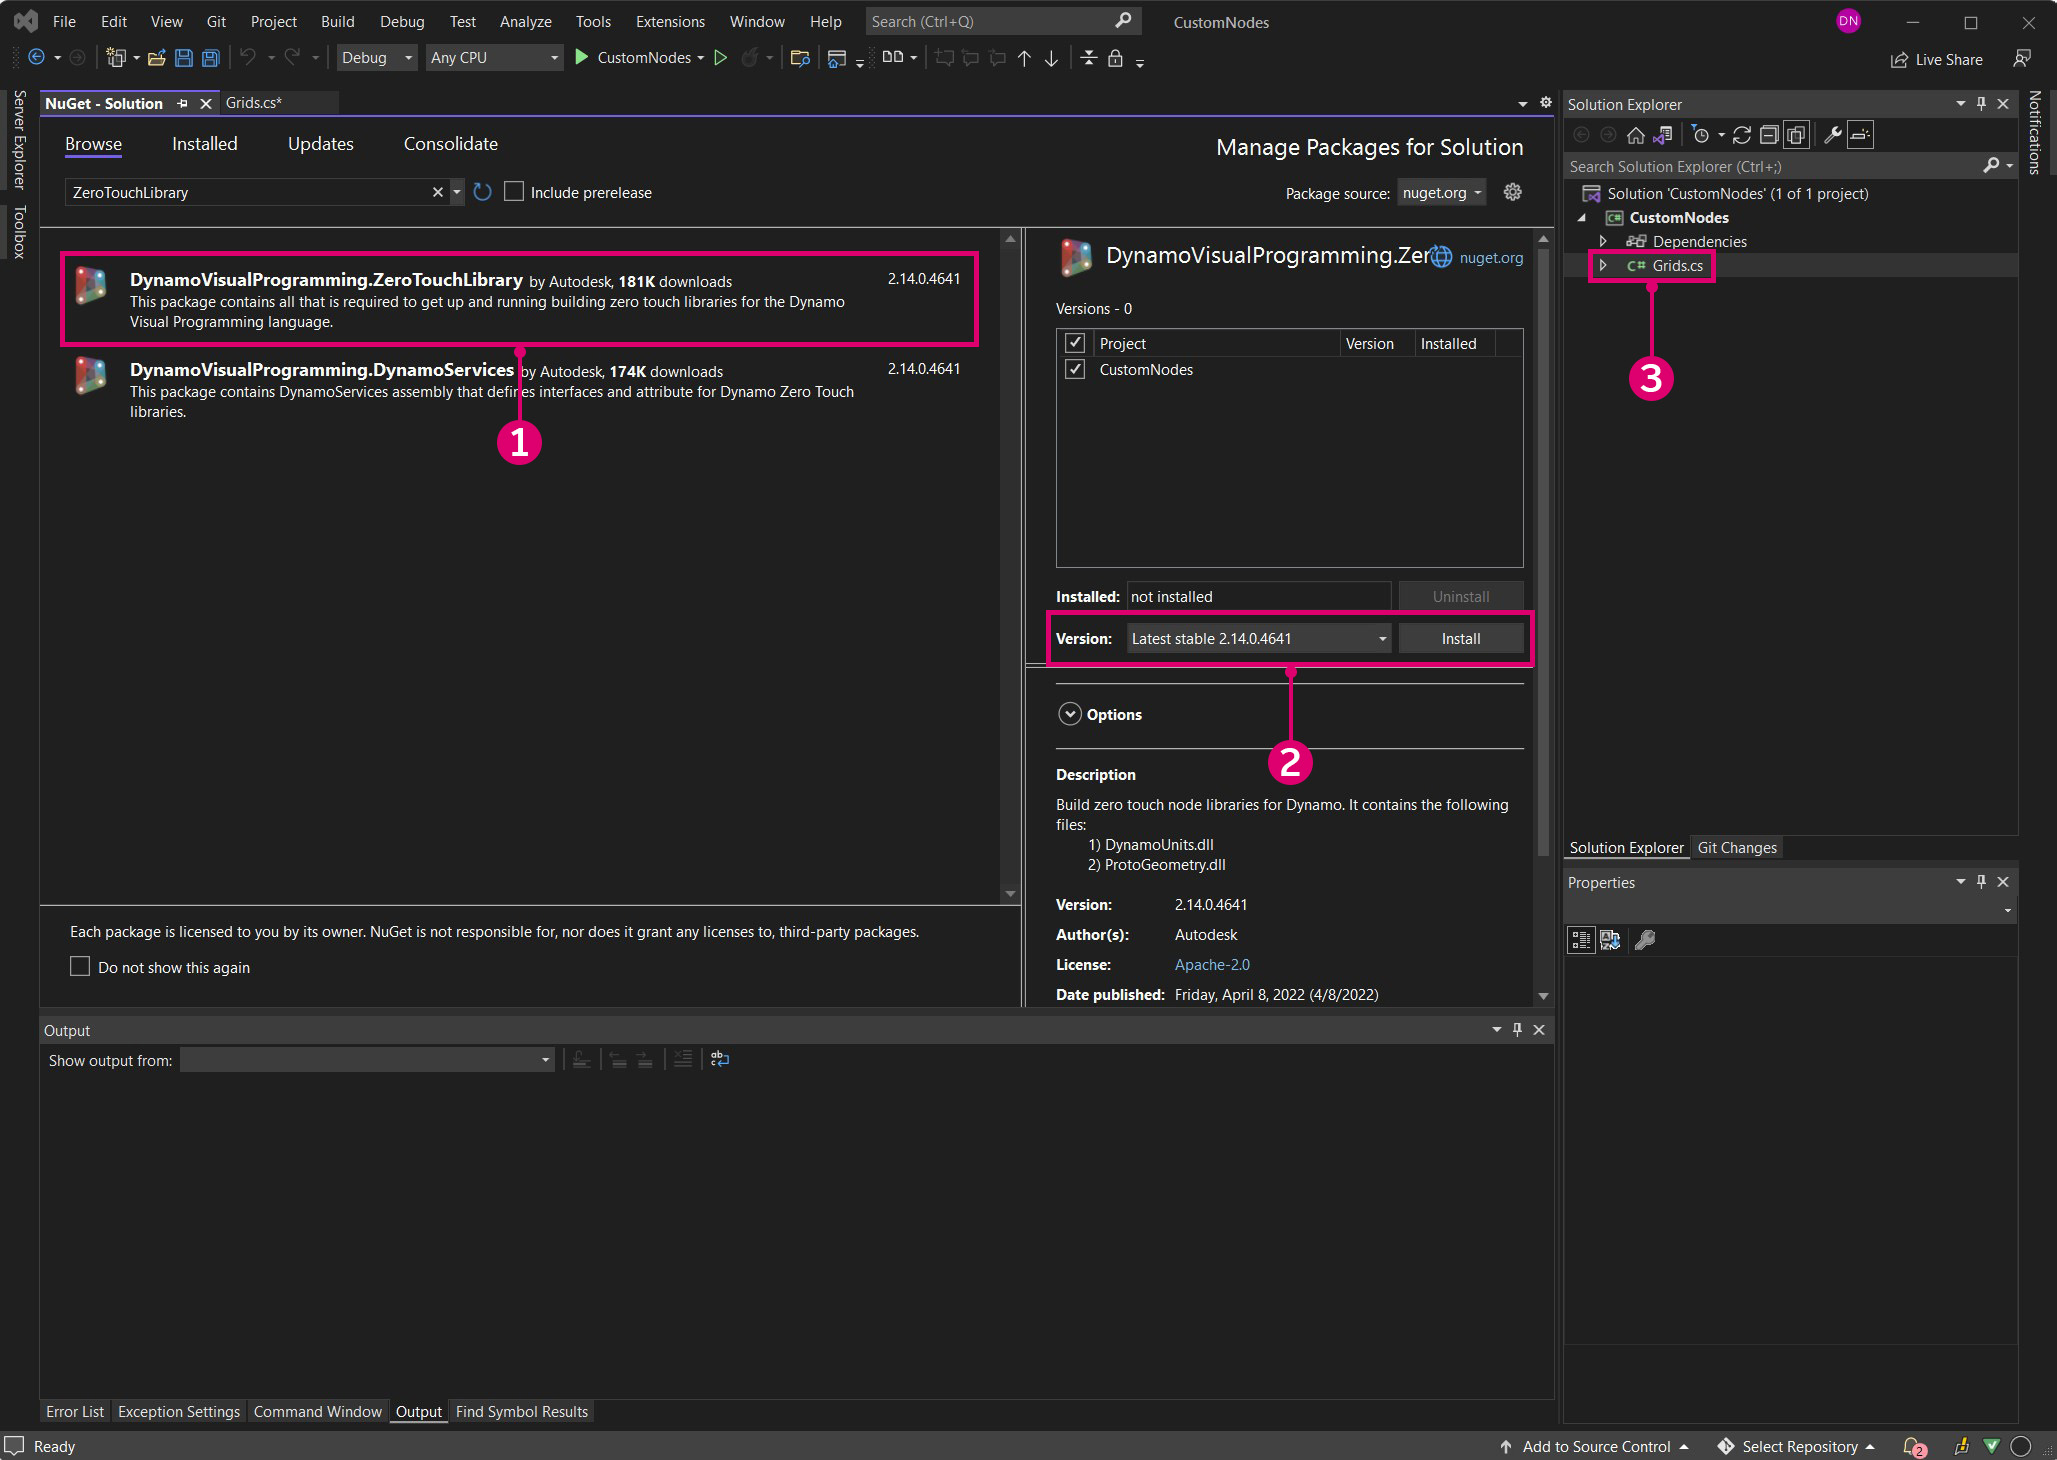 File Edit View Git Project Build Debug Test Analyze Tools Extensions Window Help Search (Ctrl+Q) CustomNodes DN
Debug Any CPU CustomNodes Live Share
Server Explorer
Toolbox
NuGet - Solution Grids.cs*
Browse Installed Updates Consolidate
Manage Packages for Solution
ZeroTouchLibrary Include prerelease
Package source: nuget.org
DynamoVisualProgramming.ZeroTouchLibrary by Autodesk, 181K downloads 2.14.0.4641
This package contains all that is required to get up and running building zero touch libraries for the Dynamo
Visual Programming language.
DynamoVisualProgramming.DynamoServices by Autodesk, 174K downloads 2.14.0.4641
This package contains DynamoServices assembly that defines interfaces and attribute for Dynamo Zero Touch
libraries.
1
Each package is licensed to you by its owner. NuGet is not responsible for, nor does it grant any licenses to, third-party packages.
Do not show this again
DynamoVisualProgramming.Zer nuget.org
Versions - 0
Project Version Installed
CustomNodes
Installed: not installed Uninstall
Version: Latest stable 2.14.0.4641 Install
2
Options
Description
Build zero touch node libraries for Dynamo. It contains the following
files:
1) DynamoUnits.dll
2) ProtoGeometry.dll
Version: 2.14.0.4641
Author(s): Autodesk
License: Apache-2.0
Date published: Friday, April 8, 2022 (4/8/2022)
Solution Explorer
Search Solution Explorer (Ctrl+;)
Solution 'CustomNodes' (1 of 1 project)
C# CustomNodes
Dependencies
C# Grids.cs
3
Solution Explorer Git Changes
Properties
Notifications
Output
Show output from:
Error List Exception Settings Command Window Output Find Symbol Results
Ready Add to Source Control Select Repository 2